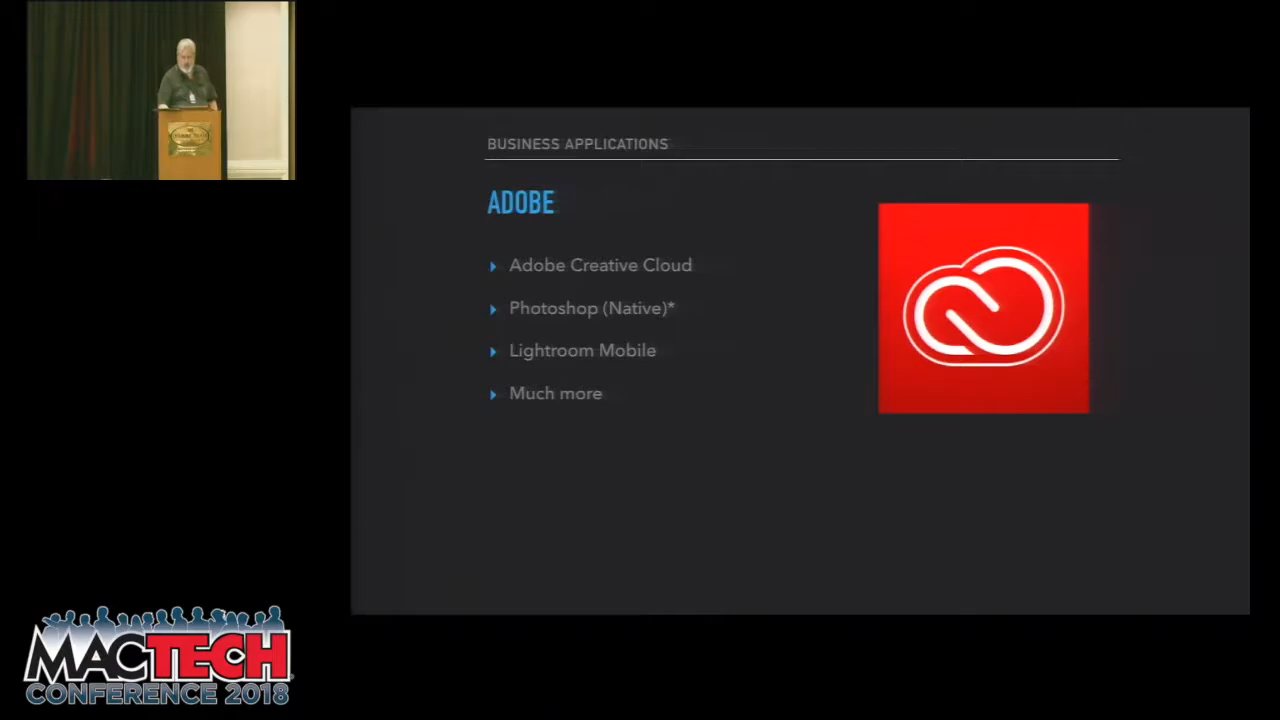 BUSINESS APPLICATIONS
ADOBE
Adobe Creative Cloud
Photoshop (Native)*
Lightroom Mobile
Much more
MACTECH
CONFERENCE 2018